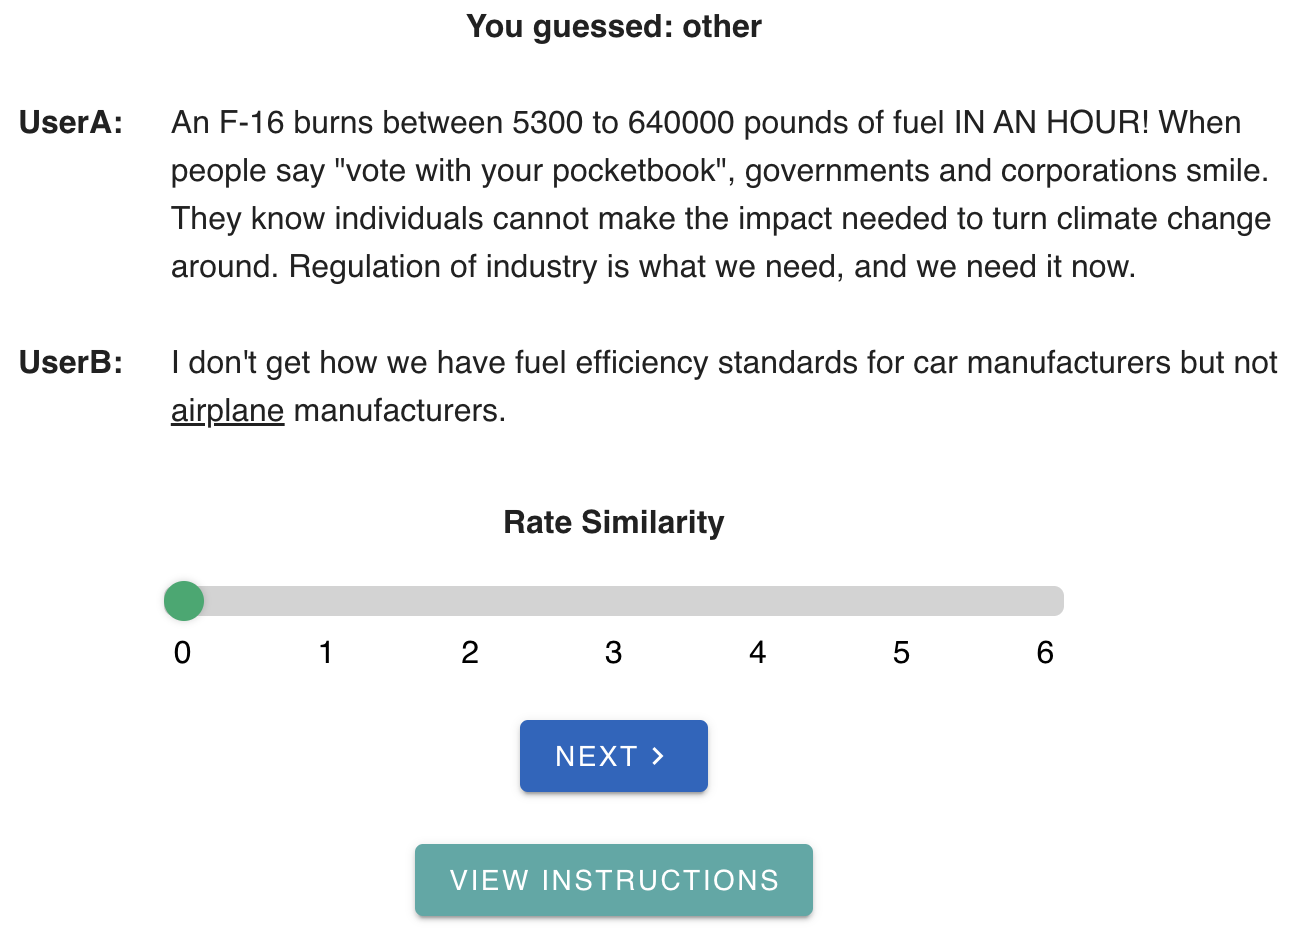 You guessed: other
UserA: An F-16 burns between 5300 to 640000 pounds of fuel IN AN HOUR! When
people say "vote with your pocketbook", governments and corporations smile.
They know individuals cannot make the impact needed to turn climate change
around. Regulation of industry is what we need, and we need it now.
UserB: I don't get how we have fuel efficiency standards for car manufacturers but not
airplane manufacturers.
Rate Similarity
0 1 2 3 4 5 6
NEXT >
VIEW INSTRUCTIONS